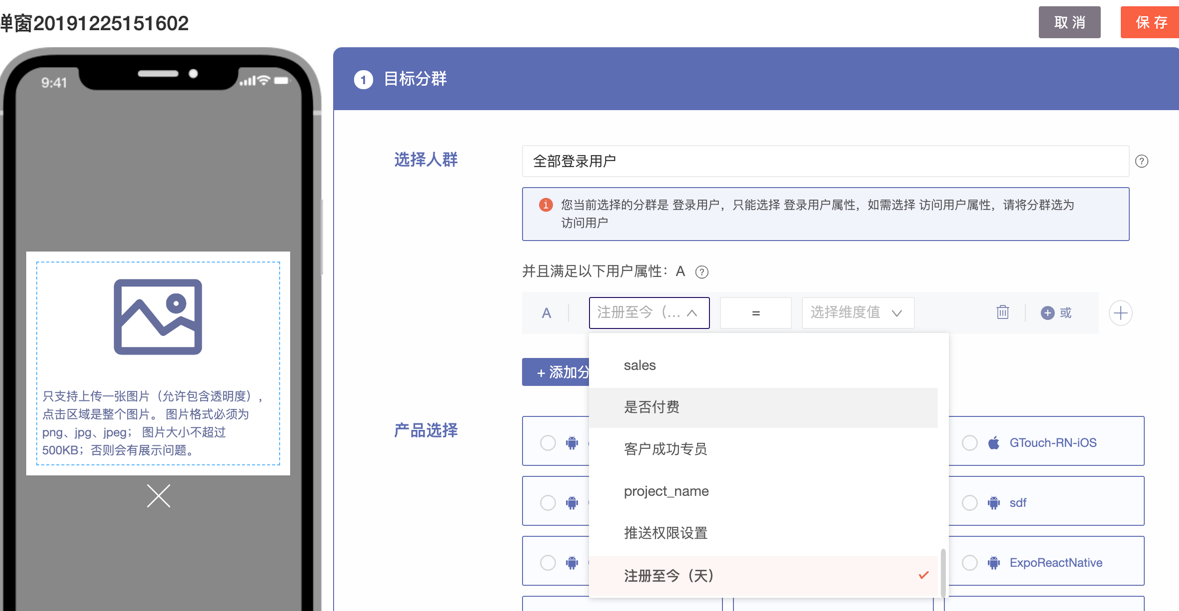 弹窗20191225151602
取 消
保 存
9:41
只支持上传一张图片（允许包含透明度），
点击区域是整个图片。 图片格式必须为
png、jpg、jpeg； 图片大小不超过
500KB；否则会有展示问题。
1 目标分群
选择人群
全部登录用户
?
您当前选择的分群是 登录用户，只能选择 登录用户属性，如需选择 访问用户属性，请将分群选为
访问用户
并且满足以下用户属性：A ?
A
注册至今（...
=
选择维度值
或
+ 添加分
sales
是否付费
客户成功专员
project_name
推送权限设置
注册至今（天）
产品选择
GTouch-RN-iOS
sdf
ExpoReactNative